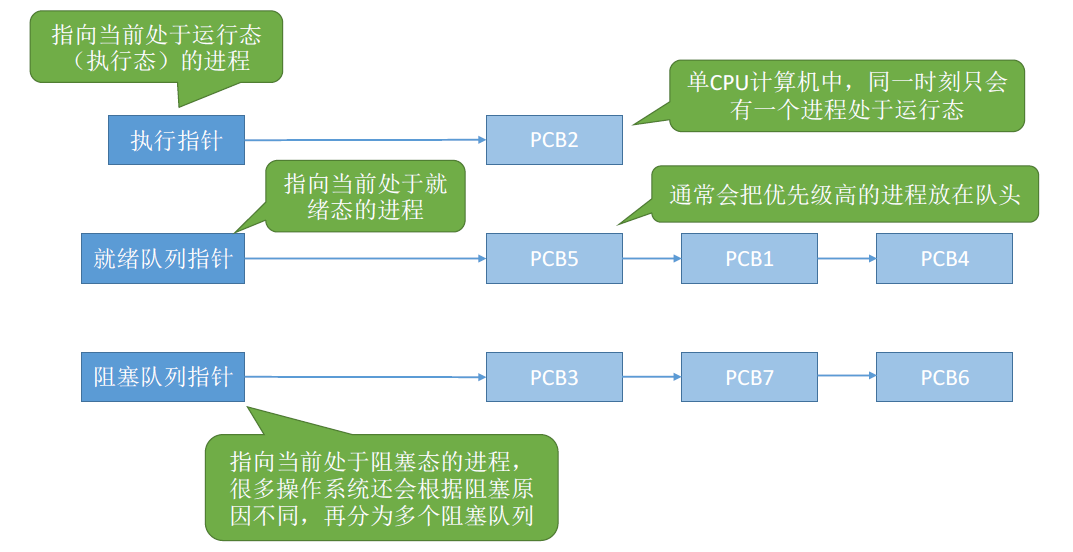 指向当前处于运行态
（执行态）的进程
单CPU计算机中，同一时刻只会
有一个进程处于运行态
执行指针
PCB2
指向当前处于就
绪态的进程
通常会把优先级高的进程放在队头
就绪队列指针
PCB5
PCB1
PCB4
阻塞队列指针
PCB3
PCB7
PCB6
指向当前处于阻塞态的进程，
很多操作系统还会根据阻塞原
因不同，再分为多个阻塞队列